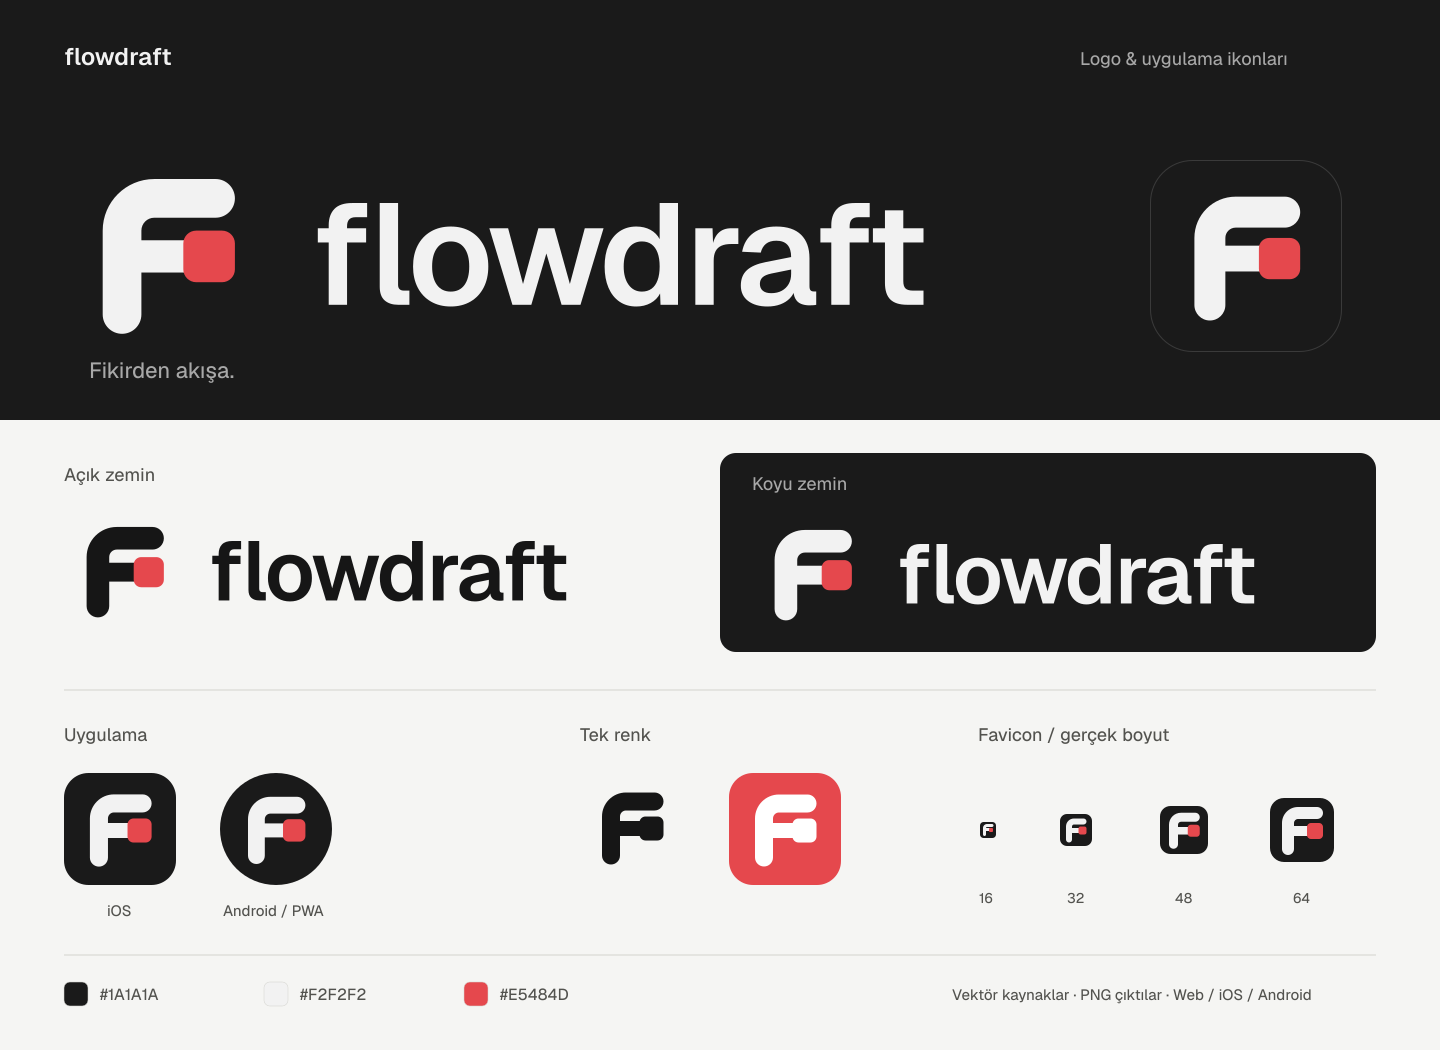 flowdraft
Logo & uygulama ikonları
flowdraft
Fikirden akışa.
Açık zemin
flowdraft
Koyu zemin
flowdraft
Uygulama
iOS
Android / PWA
Tek renk
Favicon / gerçek boyut
16
32
48
64
#1A1A1A
#F2F2F2
#E5484D
Vektör kaynaklar · PNG çıktılar · Web / iOS / Android